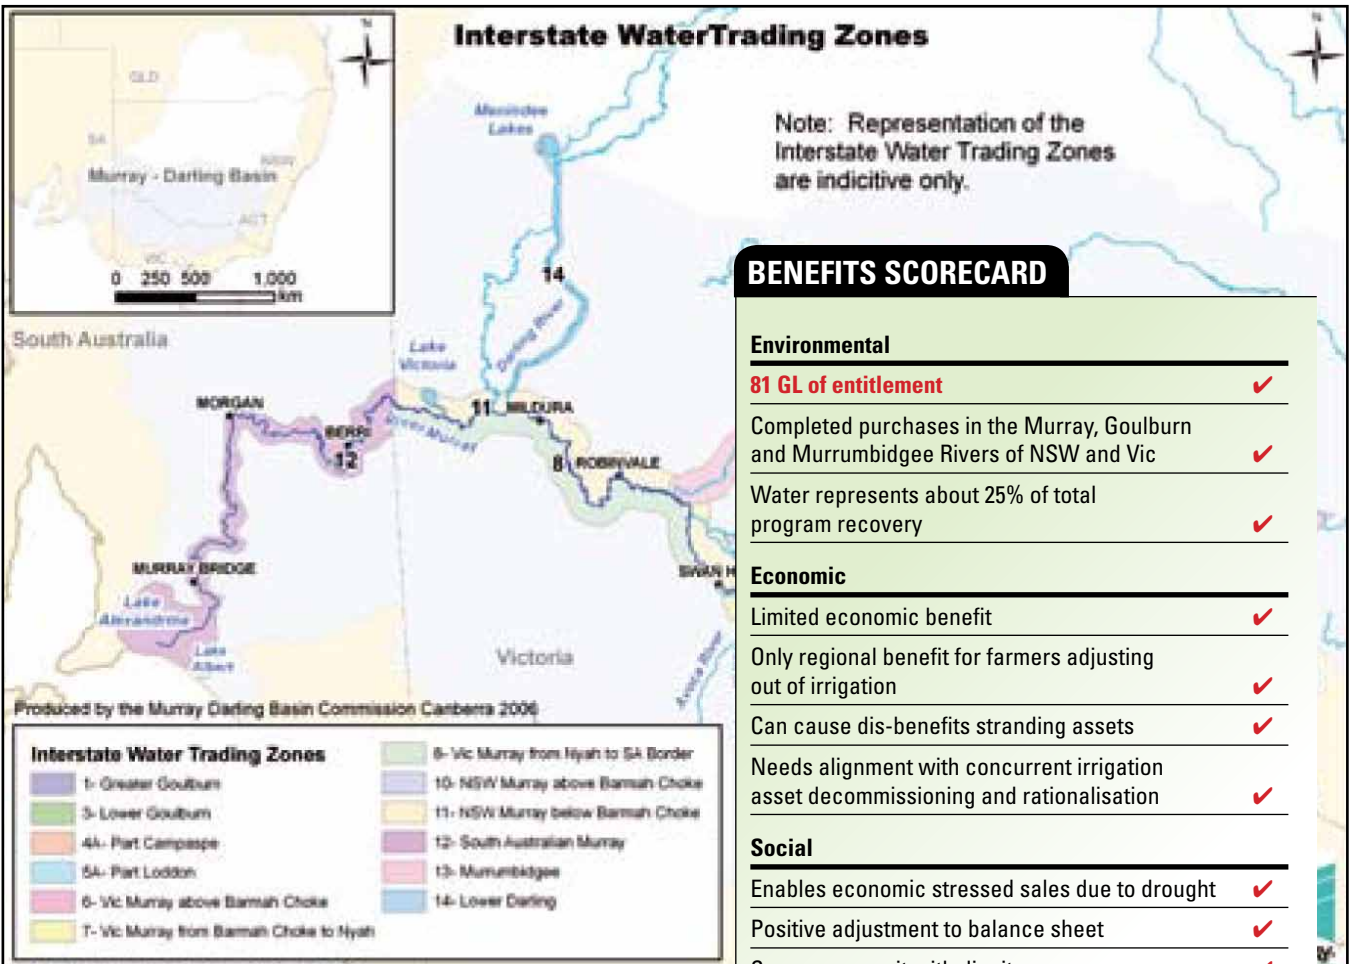 Interstate WaterTrading Zones
N
N
QLD
SA
NSW
Murray - Darling Basin
ACT
VIC
0 250 500 1,000
km
Menindee
Lakes
Note: Representation of the
Interstate Water Trading Zones
are indicitive only.
14
Darling River
South Australia
Lake
Victoria
MORGAN
11 MILDURA
BERRI
River Murray
12
8 ROBINVALE
MURRAY BRIDGE
SWAN H
Lake
Alexandrina
Lake
Albert
Victoria
Avoca River
Produced by the Murray Darling Basin Commission Canberra 2006
Interstate Water Trading Zones
1- Greater Goulburn
3- Lower Goulburn
4A- Part Campaspe
5A- Part Loddon
6- Vic Murray above Barmah Choke
7- Vic Murray from Barmah Choke to Nyah
8- Vic Murray from Nyah to SA Border
10- NSW Murray above Barmah Choke
11- NSW Murray below Barmah Choke
12- South Australian Murray
13- Murrumbidgee
14- Lower Darling
BENEFITS SCORECARD
Environmental
81 GL of entitlement ✔
Completed purchases in the Murray, Goulburn
and Murrumbidgee Rivers of NSW and Vic ✔
Water represents about 25% of total
program recovery ✔
Economic
Limited economic benefit ✔
Only regional benefit for farmers adjusting
out of irrigation ✔
Can cause dis-benefits stranding assets ✔
Needs alignment with concurrent irrigation
asset decommissioning and rationalisation ✔
Social
Enables economic stressed sales due to drought ✔
Positive adjustment to balance sheet ✔